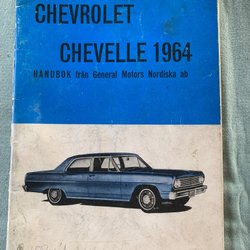 CHEVROLET
CHEVELLE 1964
HANDBOK från General Motors Nordiska ab